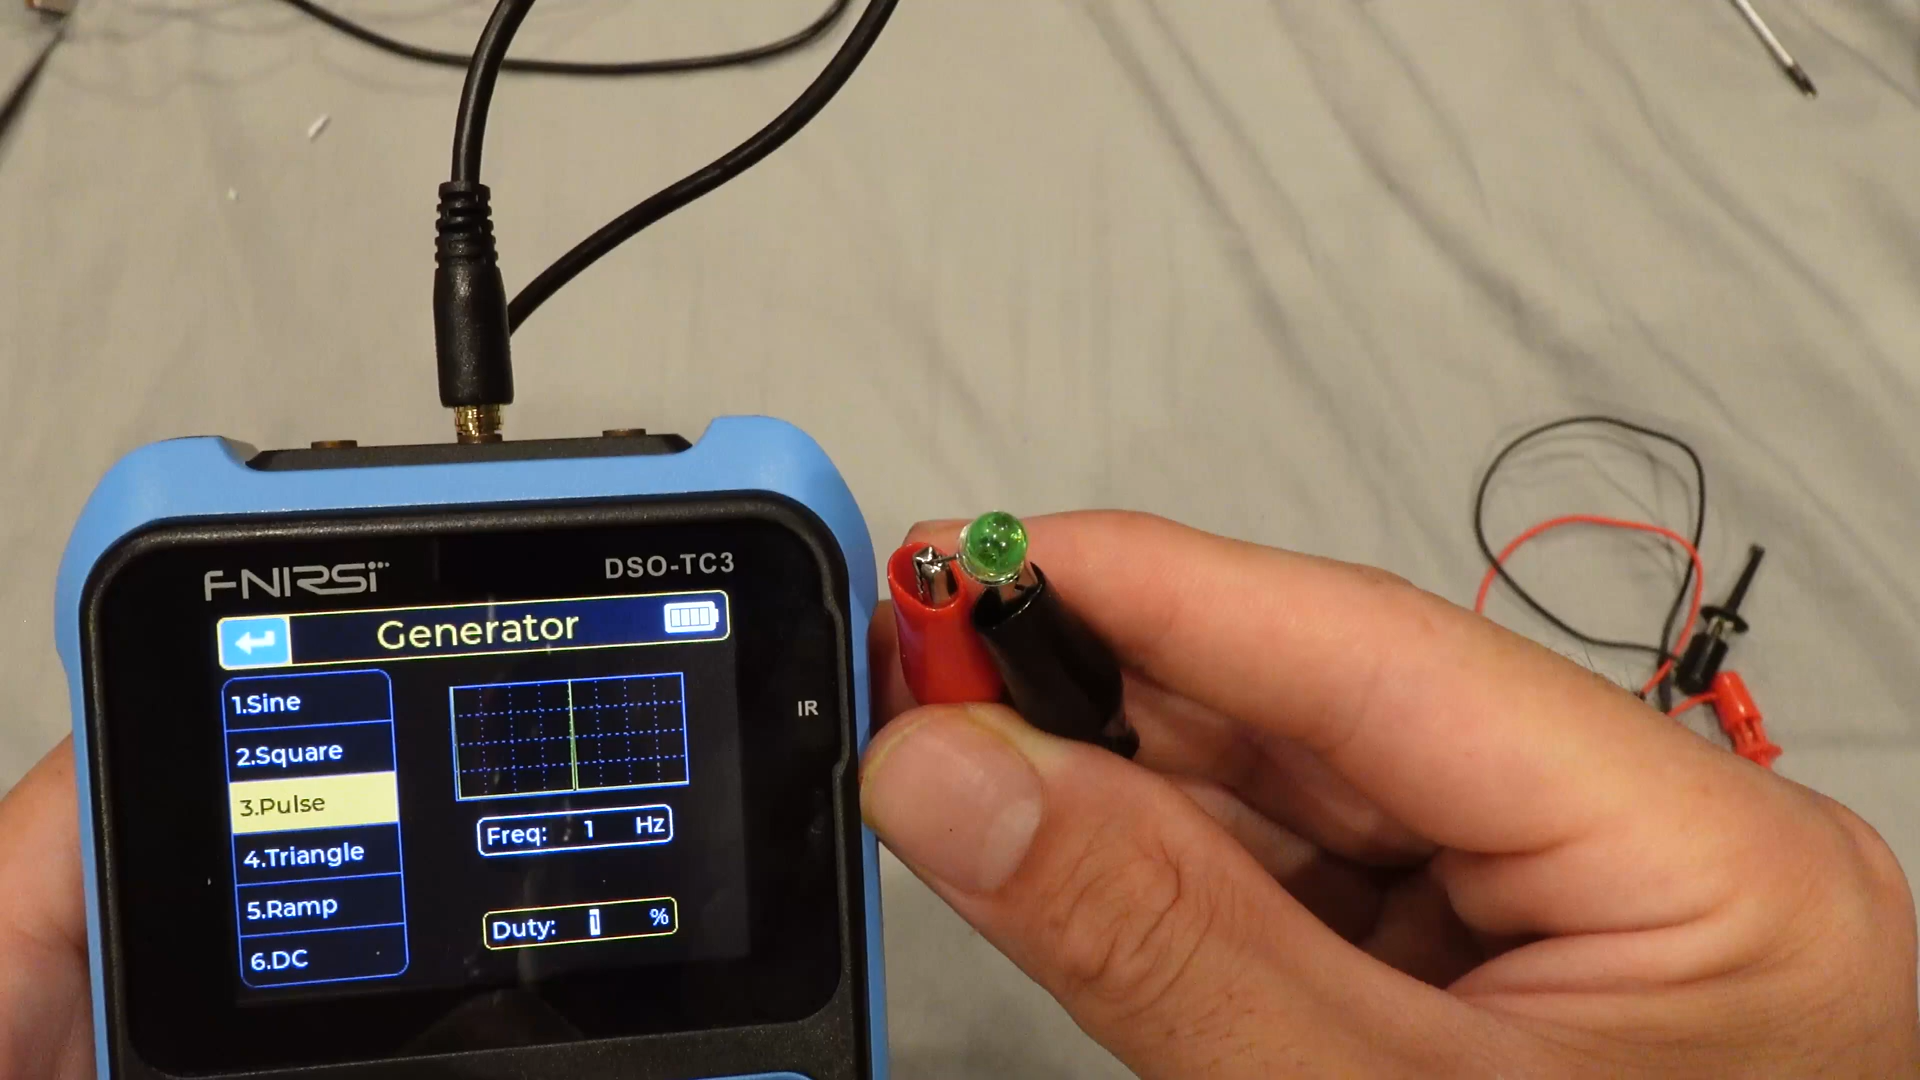 FNIRSI
DSO-TC3
Generator
1.Sine
2.Square
3.Pulse
4.Triangle
5.Ramp
6.DC
Freq: 1 Hz
Duty: 1 %
IR